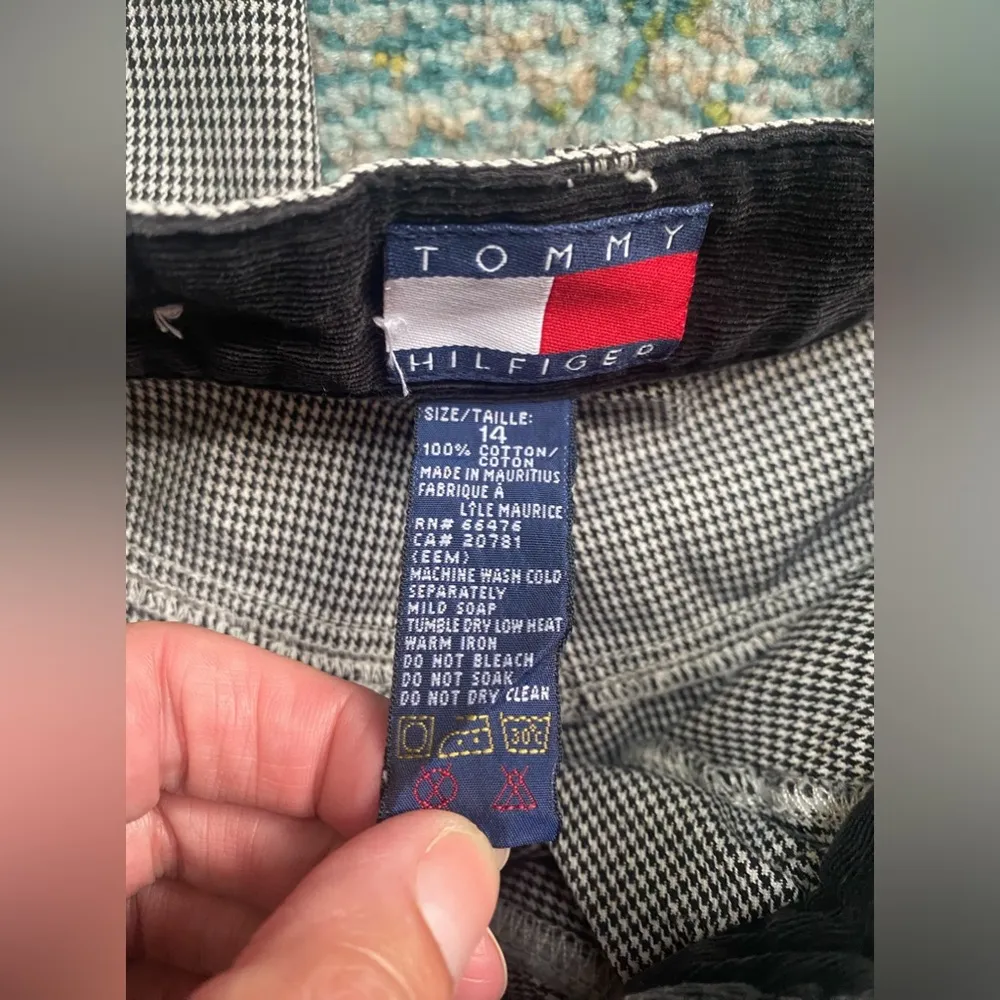 TOMMY
HILFIGER
SIZE/TAILLE:
14
100% COTTON/
COTON
MADE IN MAURITIUS
FABRIQUE À
L'ÎLE MAURICE
RN# 66476
CA# 20781
(EEM)
MACHINE WASH COLD
SEPARATELY
MILD SOAP
TUMBLE DRY LOW HEAT
WARM IRON
DO NOT BLEACH
DO NOT SOAK
DO NOT DRY CLEAN
30°C